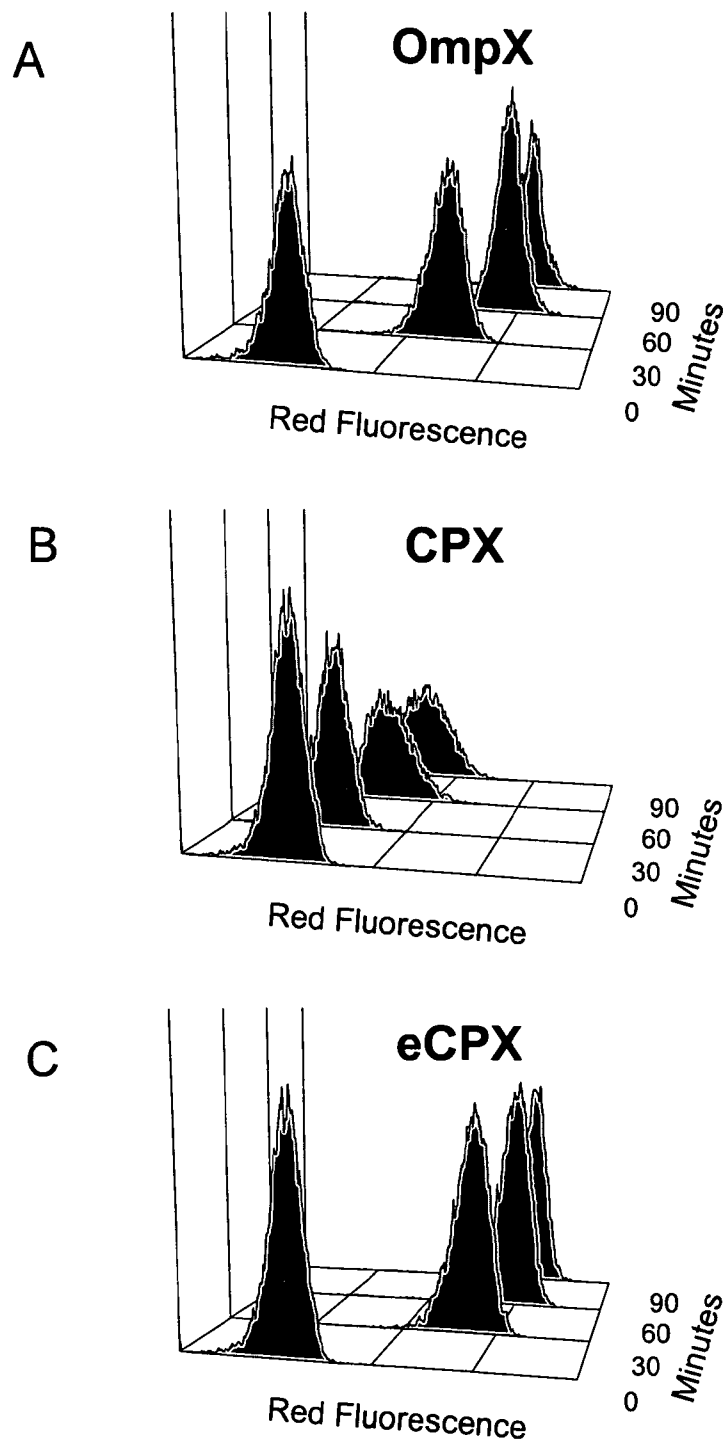 A
OmpX
90
60
30
0
Minutes
Red Fluorescence
B
CPX
90
60
30
0
Minutes
Red Fluorescence
C
eCPX
90
60
30
0
Minutes
Red Fluorescence